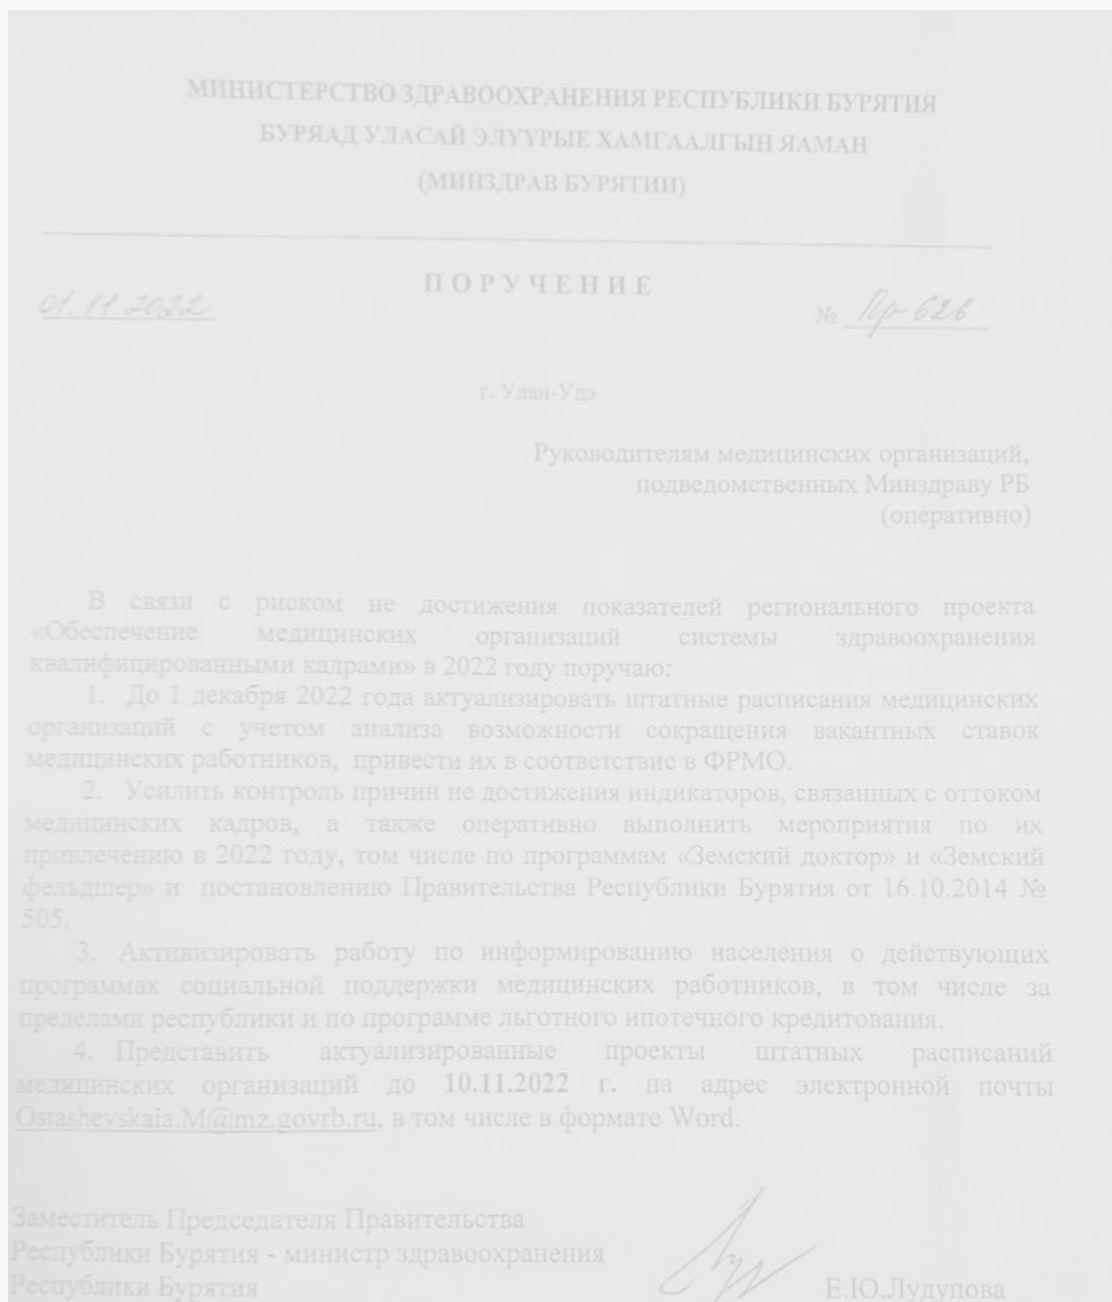 МИНИСТЕРСТВО ЗДРАВООХРАНЕНИЯ РЕСПУБЛИКИ БУРЯТИЯ
БУРЯАД УЛАСАЙ ЭЛҮҮРЫЕ ХАМГААЛГЫН ЯАМАН
(МИНЗДРАВ БУРЯТИИ)
ПОРУЧЕНИЕ
01.11.2022 № Пр-626
г. Улан-Удэ
Руководителям медицинских организаций,
подведомственных Минздраву РБ
(оперативно)
В связи с риском не достижения показателей регионального проекта
«Обеспечение медицинских организаций системы здравоохранения
квалифицированными кадрами» в 2022 году поручаю:
1. До 1 декабря 2022 года актуализировать штатные расписания медицинских
организаций с учетом анализа возможности сокращения вакантных ставок
медицинских работников, привести их в соответствие в ФРМО.
2. Усилить контроль причин не достижения индикаторов, связанных с оттоком
медицинских кадров, а также оперативно выполнить мероприятия по их
привлечению в 2022 году, том числе по программам «Земский доктор» и «Земский
фельдшер» и постановлению Правительства Республики Бурятия от 16.10.2014 №
505.
3. Активизировать работу по информированию населения о действующих
программах социальной поддержки медицинских работников, в том числе за
пределами республики и по программе льготного ипотечного кредитования.
4. Представить актуализированные проекты штатных расписаний
медицинских организаций до 10.11.2022 г. на адрес электронной почты
Ostashevskaia.M@mz.govrb.ru, в том числе в формате Word.
Заместитель Председателя Правительства
Республики Бурятия - министр здравоохранения
Республики Бурятия Е.Ю.Лудупова